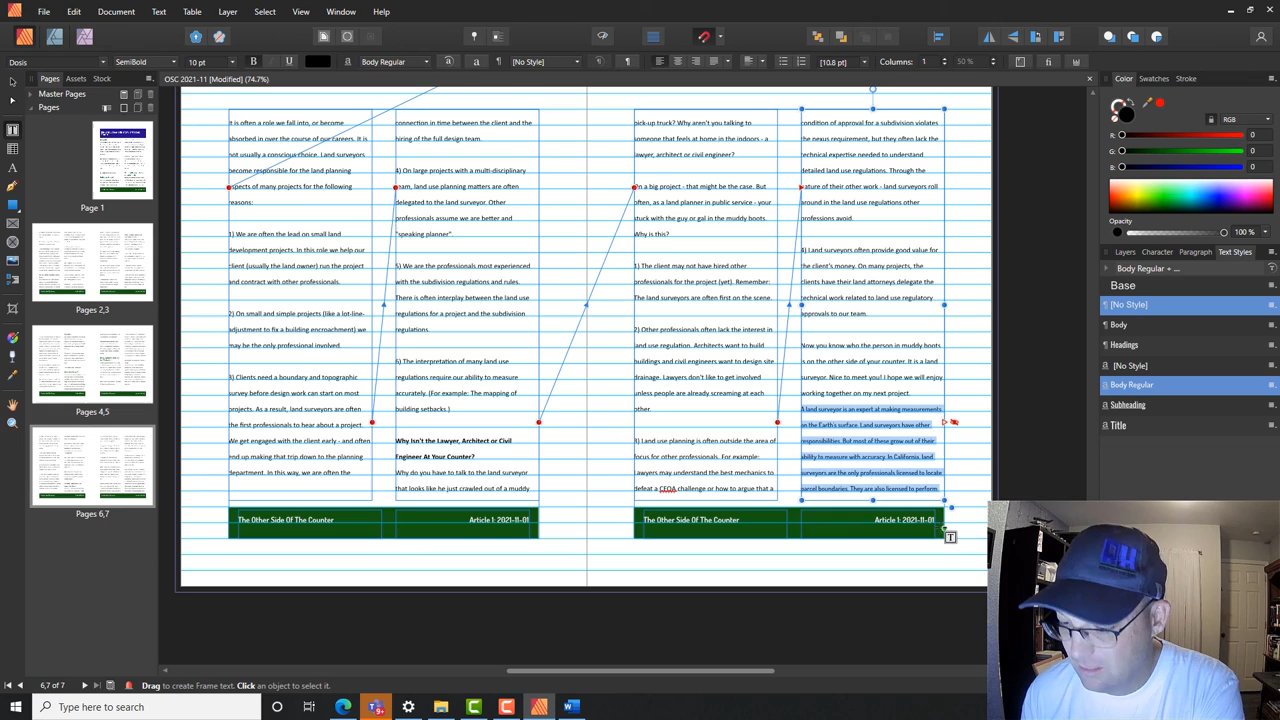 File
Edit
Document
Text
Table
Layer
Select
Arrange
View
Window
Help
Dosis
SemiBold
10 pt
B
I
U
a
Body Regular
a
¶
[No Style]
[10.8 pt]
Columns:
1
50 %
fi
Pages
Assets
Stock
OSC 2021-11 [Modified] (74.7%)
Master Pages
Pages
Page 1
Pages 2,3
Pages 4,5
Pages 6,7
It is often a role we fall into, or become
absorbed in over the course of our careers. It is
not usually a conscious choice. Land surveyors
become responsible for the land planning
aspects of many projects for the following
reasons:
1) We are often the lead on small land
development projects. In this role we help our
client (usually the land owner) run the project
and contract with other professionals.
2) On small and simple projects (like a lot-line-
adjustment to fix a building encroachment) we
may be the only professional involved.
Clients need a boundary and topographic
survey before design work can start on most
projects. As a result, land surveyors are often
the first professionals to hear about a project.
We get engaged with the client early - and often
end up making that trip down to the planning
department. In this way, we are often the
connection in time between the client and the
hiring of the full design team.
4) On large projects with a multi-disciplinary
team, land use planning matters are often
delegated to the land surveyor. Other
professionals assume we are better and
"speaking planner".
5) We are the professionals most experienced
with the subdivision regulations and rules.
There is often interplay between the land use
regulations for a project and the subdivision
regulations.
6) The interpretation of many land use
regulations require our ability to measure
accurately. (For example: The mapping of
building setbacks.)
Why Isn't the Lawyer, Architect or Civil
Engineer At Your Counter?
Why do you have to talk to the land surveyor
that looks like he just crawled out of a muddy
The Other Side Of The Counter
Article 1: 2021-11-01
pick-up truck? Why aren't you talking to
someone that feels at home in the indoors - a
lawyer, architect or civil engineer?
On a big project - that might be the case. But
often, as a land planner in public service - your
stuck with the guy or gal in the muddy boots.
Why is this?
1) The client may not have hired other
professionals for the project (yet). Remember:
The land surveyors are often first on the scene.
2) Other professionals often lack the interest in
land use regulation. Architects want to build
buildings and civil engineers want to design site
drainage. Lawyers don't like to get involved
unless people are already screaming at each
other.
3) Land use planning is often outside the area of
focus for other professionals. For example:
Lawyers may understand the best mechanics to
defeat a CEQA challenge or how to argue that a
condition of approval for a subdivision violates
the nexus requirement, but they often lack the
technical expertise needed to understand
detailed land use regulations. Through the
nature of their other work - land surveyors roll
around in the land use regulations other
professions avoid.
4) Land surveyors often provide good value for
the client's money. On many projects, the
clients have their land attorneys delegate the
technical work related to land use regulatory
approvals to our team.
Now you know who the person in muddy boots
is on the other side of your counter. It is a land
surveyor. Nice to meet you! I hope we will enjoy
working together on my next project.
A land surveyor is an expert at making measurements
on the Earth's surface. Land surveyors have other
responsibilities. But most of these grow out of their
ability to measure with accuracy. In California, land
surveyors are the only professionals licensed to locate
parcel boundaries. They are also licensed to perform
The Other Side Of The Counter
Article 1: 2021-11-01
Color
Swatches
Stroke
RGB
R
0
G
0
B
0
Opacity
100 %
Layers
Character
Paragraph
Text Styles
Body Regular +
Base
¶ [No Style]
¶ Body
¶ Bulletings
a [No Style]
Body Regular
Subheading
a Title
6,7 of 7
Drag to create Frame text. Click an object to select it.
Type here to search
9+